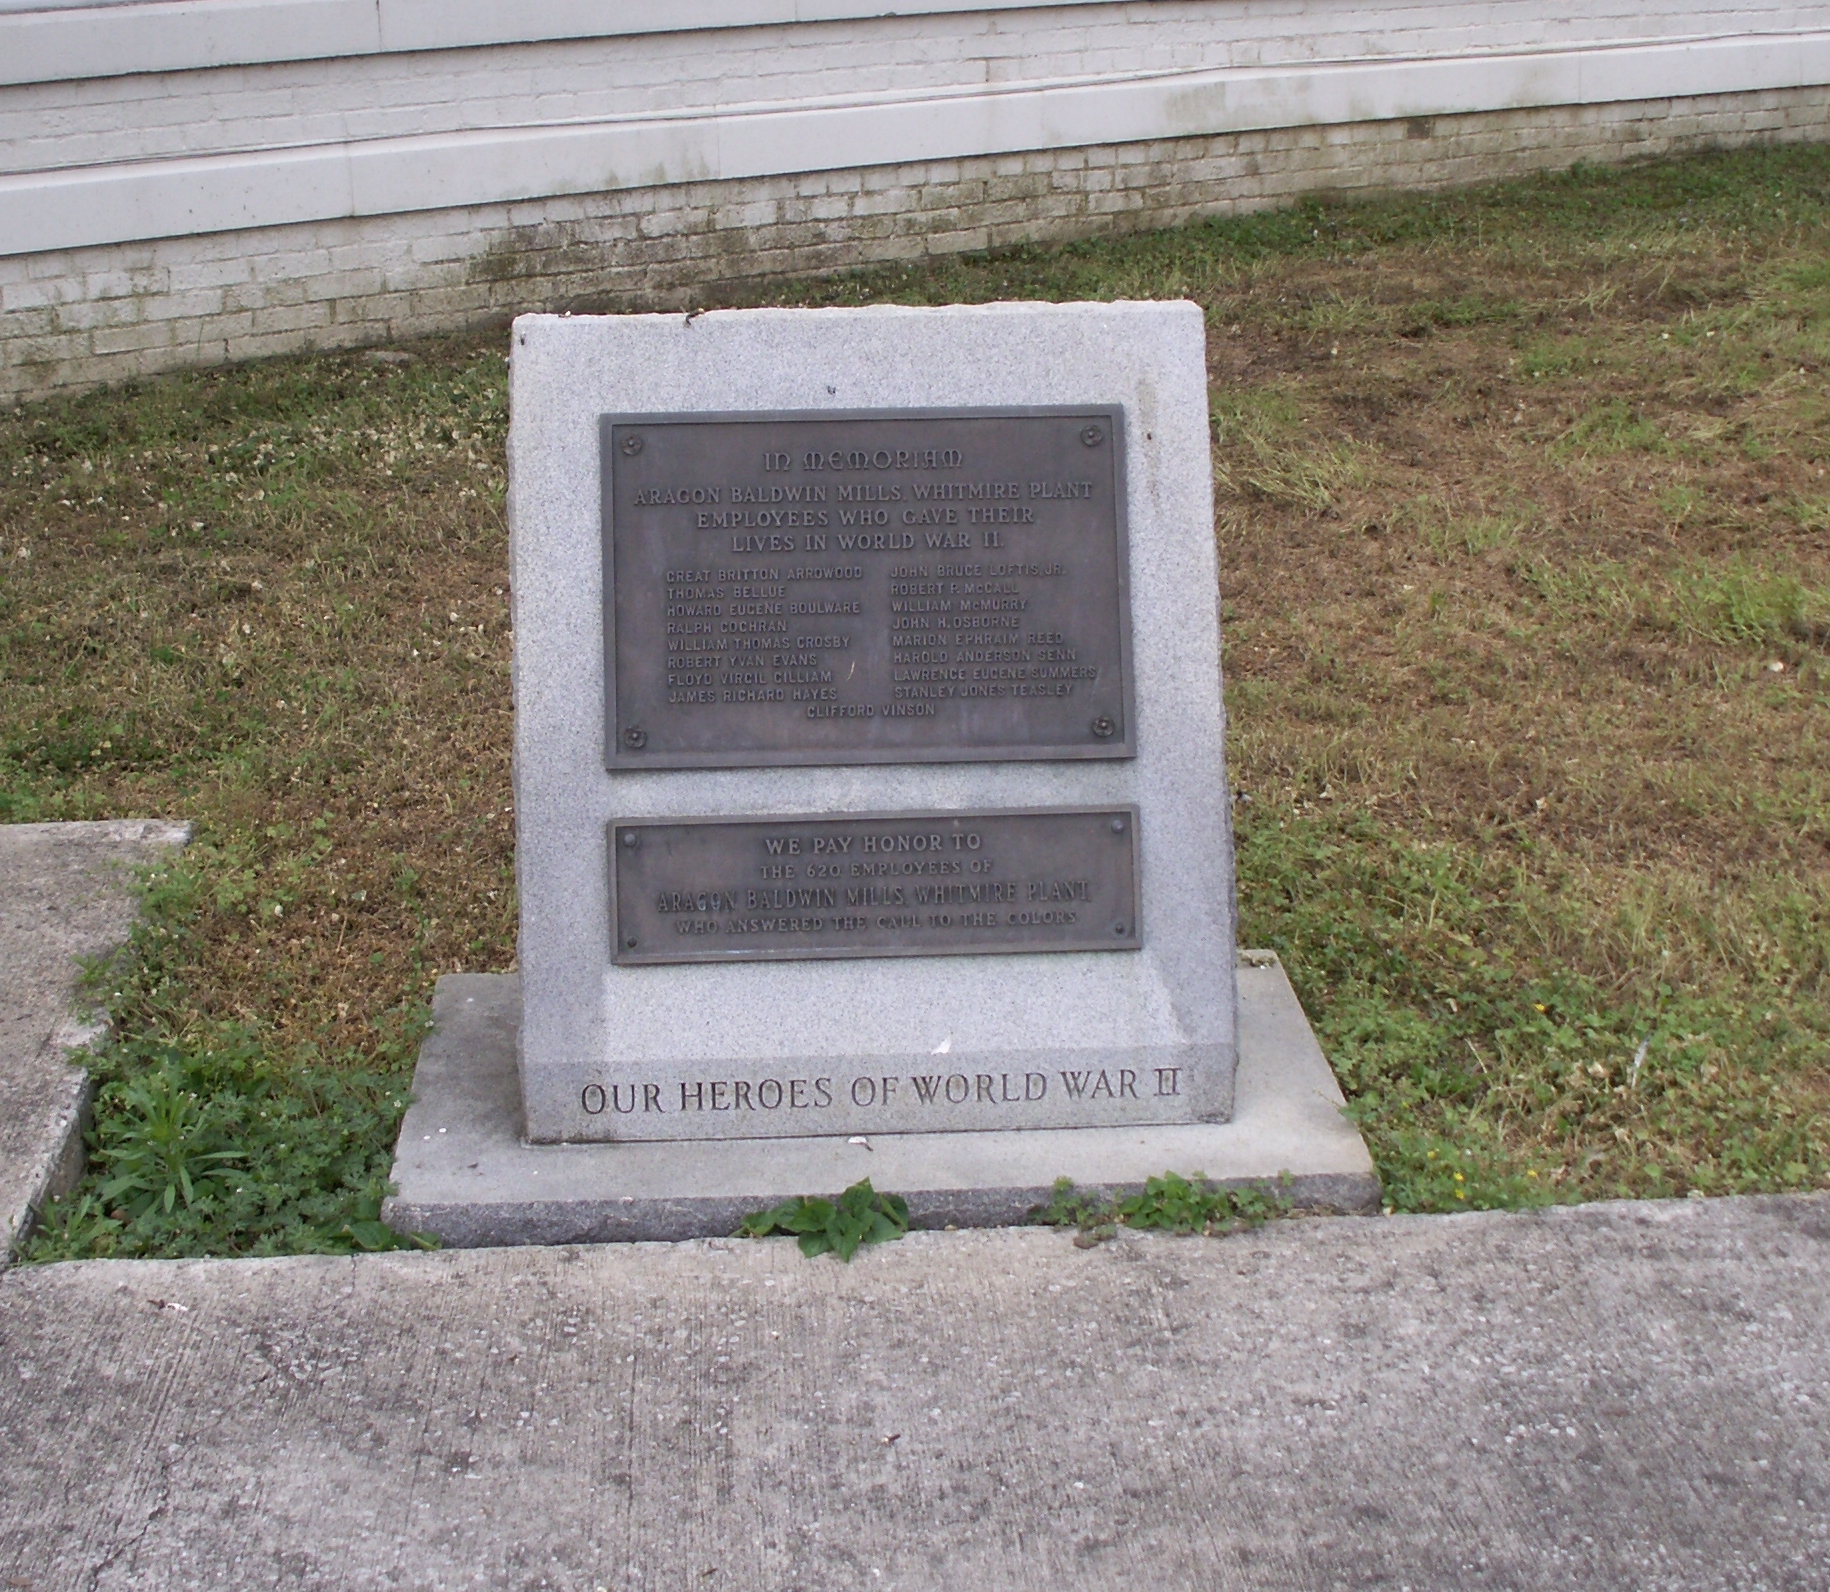 IN MEMORIAM
ARAGON BALDWIN MILLS, WHITMIRE PLANT
EMPLOYEES WHO GAVE THEIR
LIVES IN WORLD WAR II.
GREAT BRITTON ARROWOOD
THOMAS BELLUE
HOWARD EUGENE BOULWARE
RALPH COCHRAN
WILLIAM THOMAS CROSBY
ROBERT YVAN EVANS
FLOYD VIRGIL GILLIAM
JAMES RICHARD HAYES
JOHN BRUCE LOFTIS, JR.
ROBERT P. McCALL
WILLIAM McMURRY
JOHN H. OSBORNE
MARION EPHRAIM REED
HAROLD ANDERSON SENN
LAWRENCE EUGENE SUMMERS
STANLEY JONES TEASLEY
CLIFFORD VINSON
WE PAY HONOR TO
THE 620 EMPLOYEES OF
ARAGON BALDWIN MILLS, WHITMIRE PLANT
WHO ANSWERED THE CALL TO THE COLORS
OUR HEROES OF WORLD WAR II